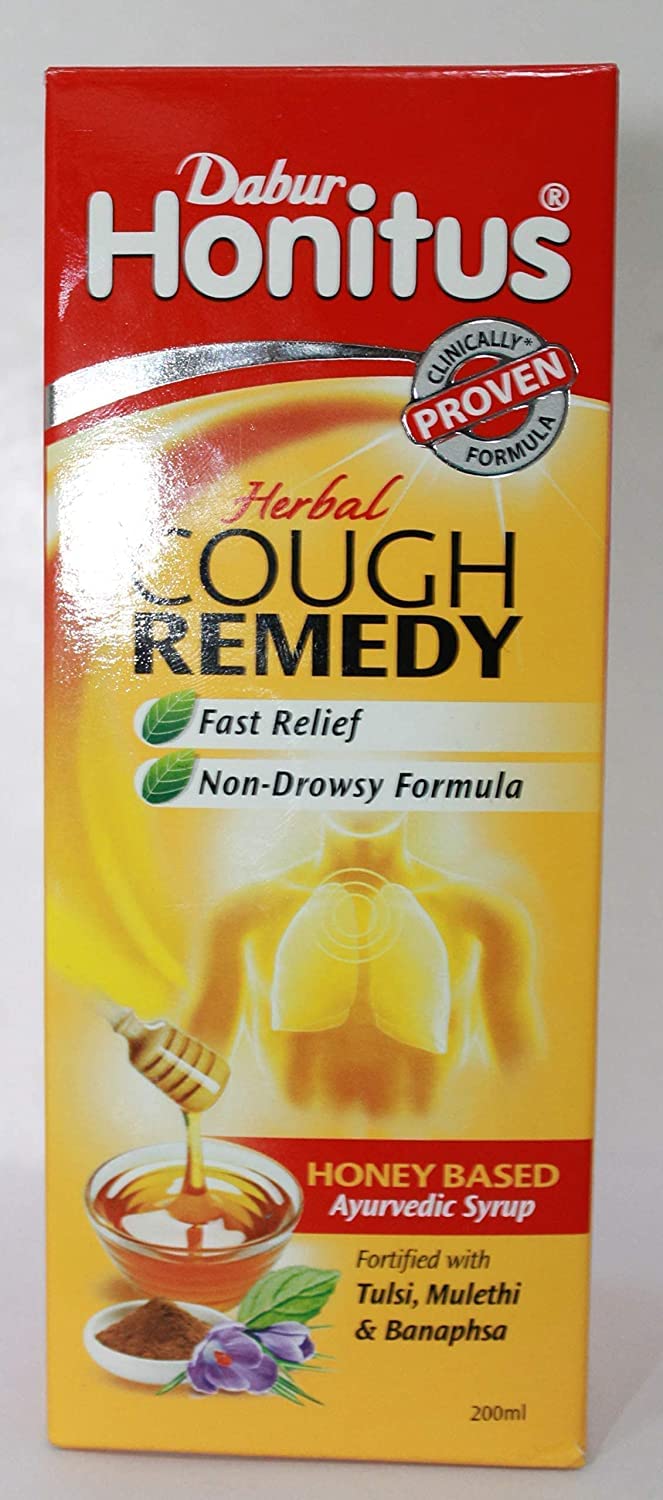 Dabur
Honitus®
CLINICALLY*
PROVEN
FORMULA
Herbal
COUGH
REMEDY
Fast Relief
Non-Drowsy Formula
HONEY BASED
Ayurvedic Syrup
Fortified with
Tulsi, Mulethi
& Banaphsa
200ml